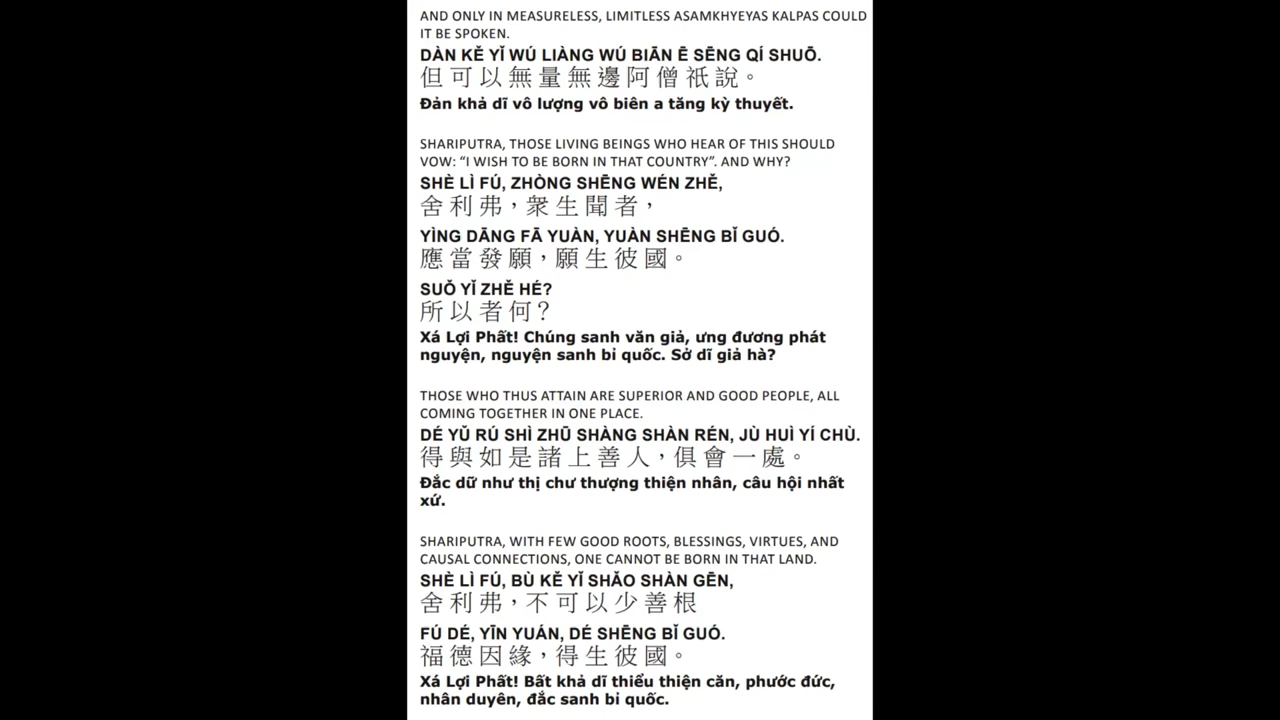 AND ONLY IN MEASURELESS, LIMITLESS ASAMKHYEYAS KALPAS COULD
IT BE SPOKEN.
DÀN KĚ YǏ WÚ LIÀNG WÚ BIĀN Ē SĒNG QÍ SHUŌ.
但可以無量無邊阿僧祇說。
Đản khả dĩ vô lượng vô biên a tăng kỳ thuyết.
SHARIPUTRA, THOSE LIVING BEINGS WHO HEAR OF THIS SHOULD
VOW: “I WISH TO BE BORN IN THAT COUNTRY”. AND WHY?
SHÈ LÌ FÚ, ZHÒNG SHĒNG WÉN ZHĚ,
舍利弗，衆生聞者，
YÌNG DĀNG FĀ YUÀN, YUÀN SHĒNG BǏ GUÓ.
應當發願，願生彼國。
SUǑ YǏ ZHĚ HÉ?
所以者何？
Xá Lợi Phất! Chúng sanh văn giả, ưng đương phát
nguyện, nguyện sanh bỉ quốc. Sở dĩ giả hà?
THOSE WHO THUS ATTAIN ARE SUPERIOR AND GOOD PEOPLE, ALL
COMING TOGETHER IN ONE PLACE.
DÉ YǓ RÚ SHÌ ZHŪ SHÀNG SHÀN RÉN, JÙ HUÌ YÍ CHÙ.
得與如是諸上善人，俱會一處。
Đắc dữ như thị chư thượng thiện nhân, câu hội nhất
xứ.
SHARIPUTRA, WITH FEW GOOD ROOTS, BLESSINGS, VIRTUES, AND
CAUSAL CONNECTIONS, ONE CANNOT BE BORN IN THAT LAND.
SHÈ LÌ FÚ, BÙ KĚ YǏ SHǍO SHÀN GĒN,
舍利弗，不可以少善根
FÚ DÉ, YĪN YUÁN, DÉ SHĒNG BǏ GUÓ.
福德因緣，得生彼國。
Xá Lợi Phất! Bất khả dĩ thiểu thiện căn, phước đức,
nhân duyên, đắc sanh bỉ quốc.